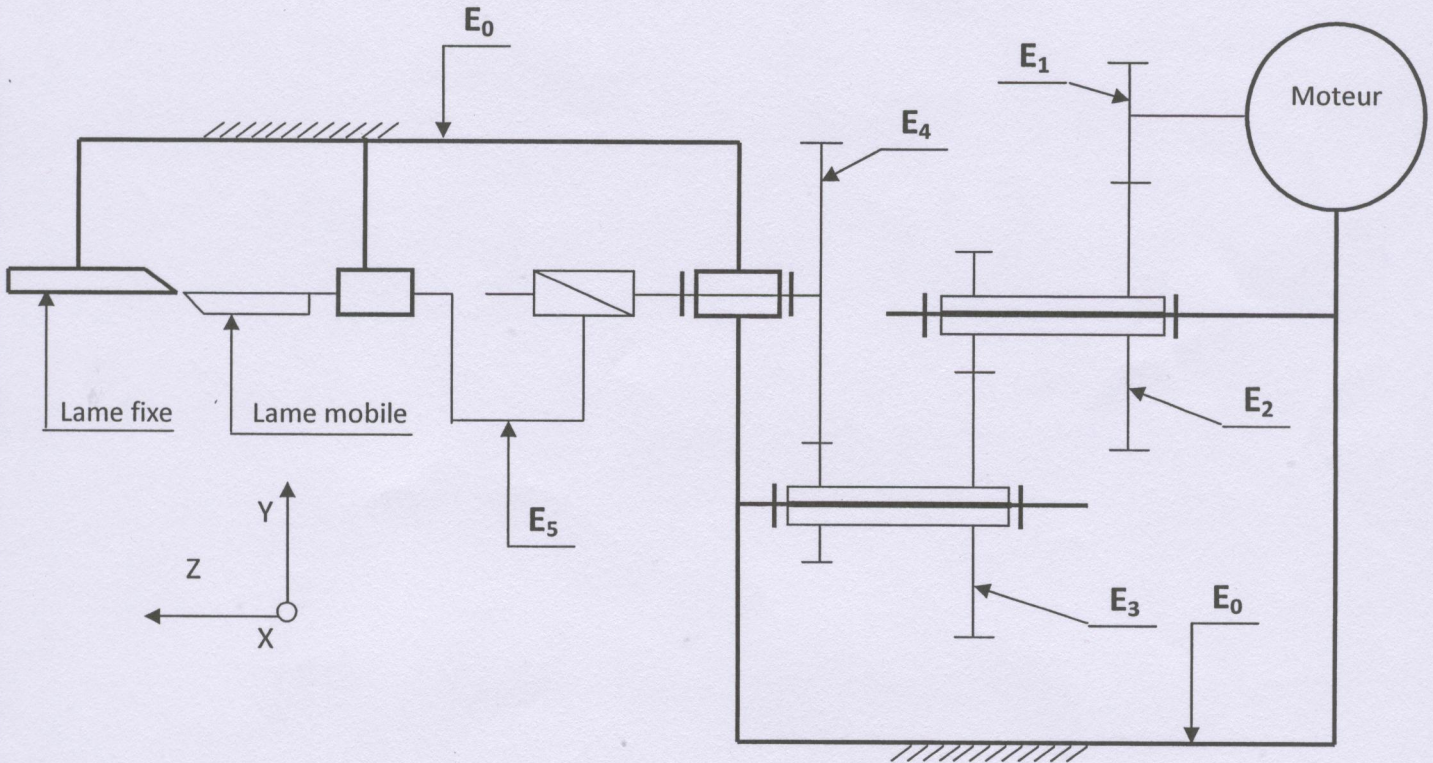 E₀
E₁
Moteur
E₄
Lame fixe
Lame mobile
E₂
Y
E₅
Z
E₃
E₀
X